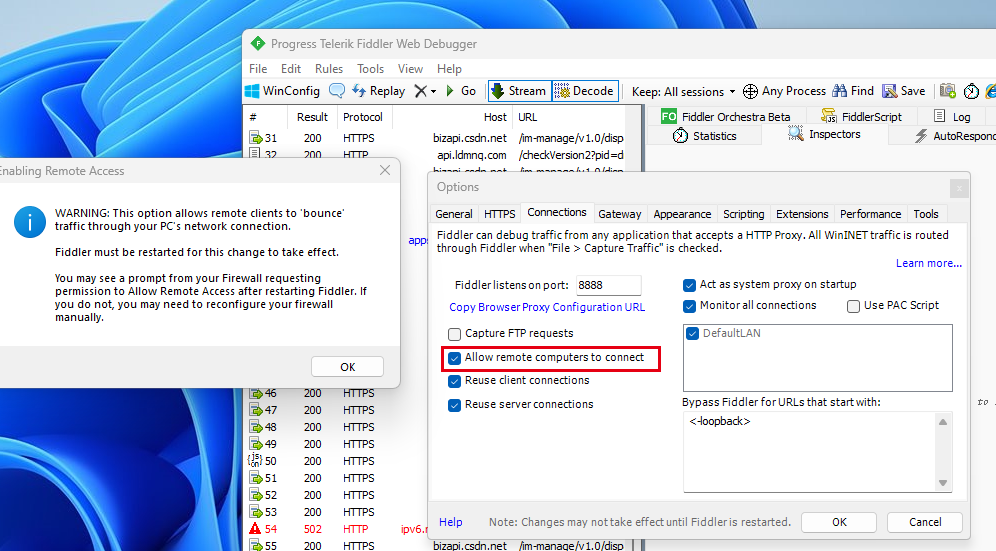 Progress Telerik Fiddler Web Debugger
File Edit Rules Tools View Help
WinConfig Replay Go Stream Decode Keep: All sessions Any Process Find Save
# Result Protocol Host URL
31 200 HTTPS bizapi.csdn.net /im-manage/v1.0/disp
32 200 HTTP api.ldmnq.com /checkVersion2?pid=d
bizapi.csdn.net /im-manage/v1.0/disp
FO Fiddler Orchestra Beta FiddlerScript Log
Statistics Inspectors AutoRespond
Enabling Remote Access
WARNING: This option allows remote clients to 'bounce'
traffic through your PC's network connection.
Fiddler must be restarted for this change to take effect.
You may see a prompt from your Firewall requesting
permission to Allow Remote Access after restarting Fiddler. If
you do not, you may need to reconfigure your firewall
manually.
OK
apps
Options
General HTTPS Connections Gateway Appearance Scripting Extensions Performance Tools
Fiddler can debug traffic from any application that accepts a HTTP Proxy. All WinINET traffic is routed
through Fiddler when "File > Capture Traffic" is checked.
Learn more...
Fiddler listens on port: 8888
Copy Browser Proxy Configuration URL
Capture FTP requests
Allow remote computers to connect
Reuse client connections
Reuse server connections
Act as system proxy on startup
Monitor all connections Use PAC Script
DefaultLAN
Bypass Fiddler for URLs that start with:
<-loopback>
Help Note: Changes may not take effect until Fiddler is restarted. OK Cancel
46 200 HTTPS
47 200 HTTPS
48 200 HTTPS
49 200 HTTPS
50 200 HTTPS
51 200 HTTPS
52 200 HTTPS
53 200 HTTPS
54 502 HTTP ipv6.
55 200 HTTPS bizapi.csdn.net /im-manage/v1.0/disp